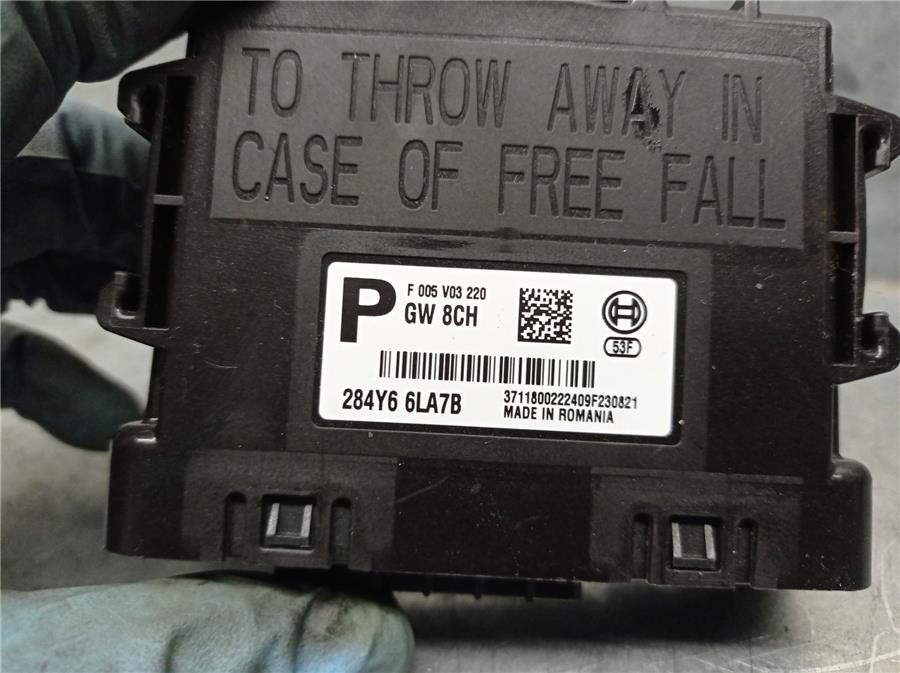 TO THROW AWAY IN
CASE OF FREE FALL
P
F 005 V03 220
GW 8CH
53F
284Y6 6LA7B
3711800222409F230821
MADE IN ROMANIA